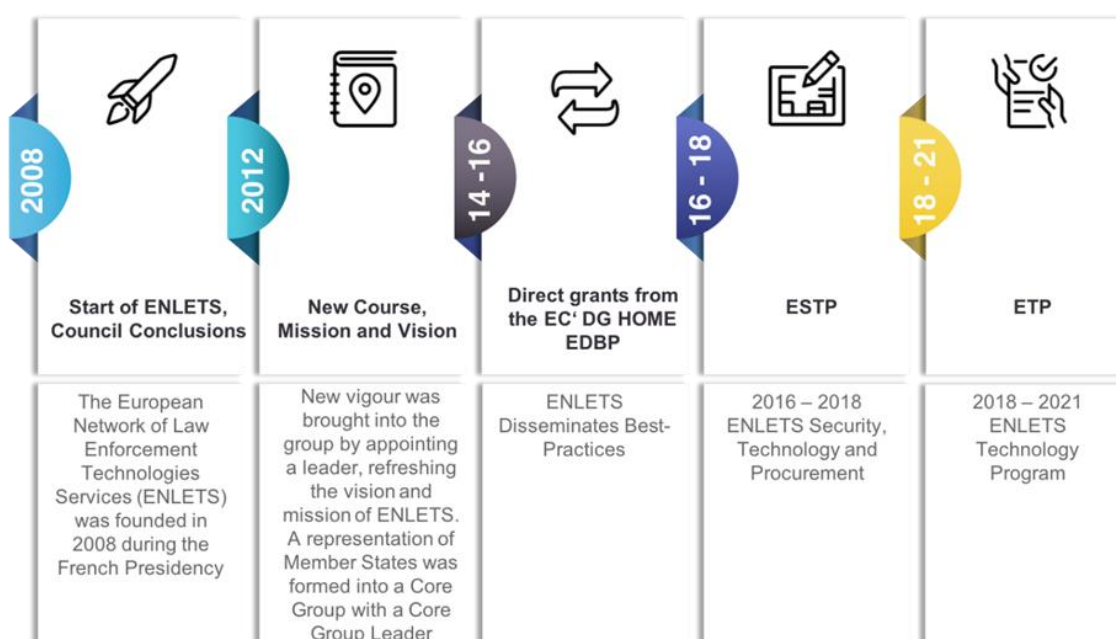 2008
Start of ENLETS,
Council Conclusions
The European
Network of Law
Enforcement
Technologies
Services (ENLETS)
was founded in
2008 during the
French Presidency
2012
New Course,
Mission and Vision
New vigour was
brought into the
group by appointing
a leader, refreshing
the vision and
mission of ENLETS.
A representation of
Member States was
formed into a Core
Group with a Core
Group Leader
14 -16
Direct grants from
the EC‘ DG HOME
EDBP
ENLETS
Disseminates Best-
Practices
16 - 18
ESTP
2016 – 2018
ENLETS Security,
Technology and
Procurement
18 - 21
ETP
2018 – 2021
ENLETS
Technology
Program